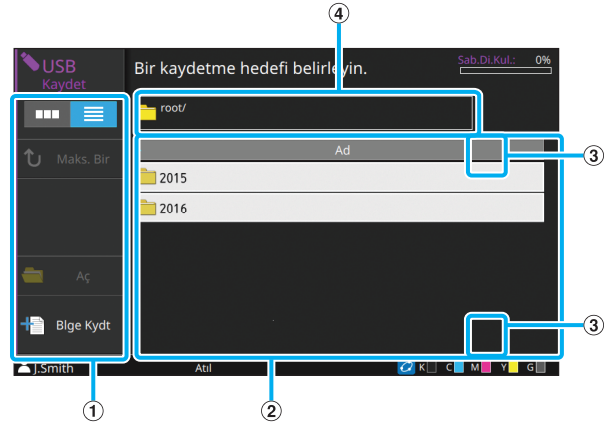 ④
USB
Kaydet
Bir kaydetme hedefi belirleyin.
Sab.Di.Kul.: 0%
root/
Ad
③
Maks. Bir
2015
2016
Aç
③
Blge Kydt
J.Smith
Atıl
K C M Y G
① ②